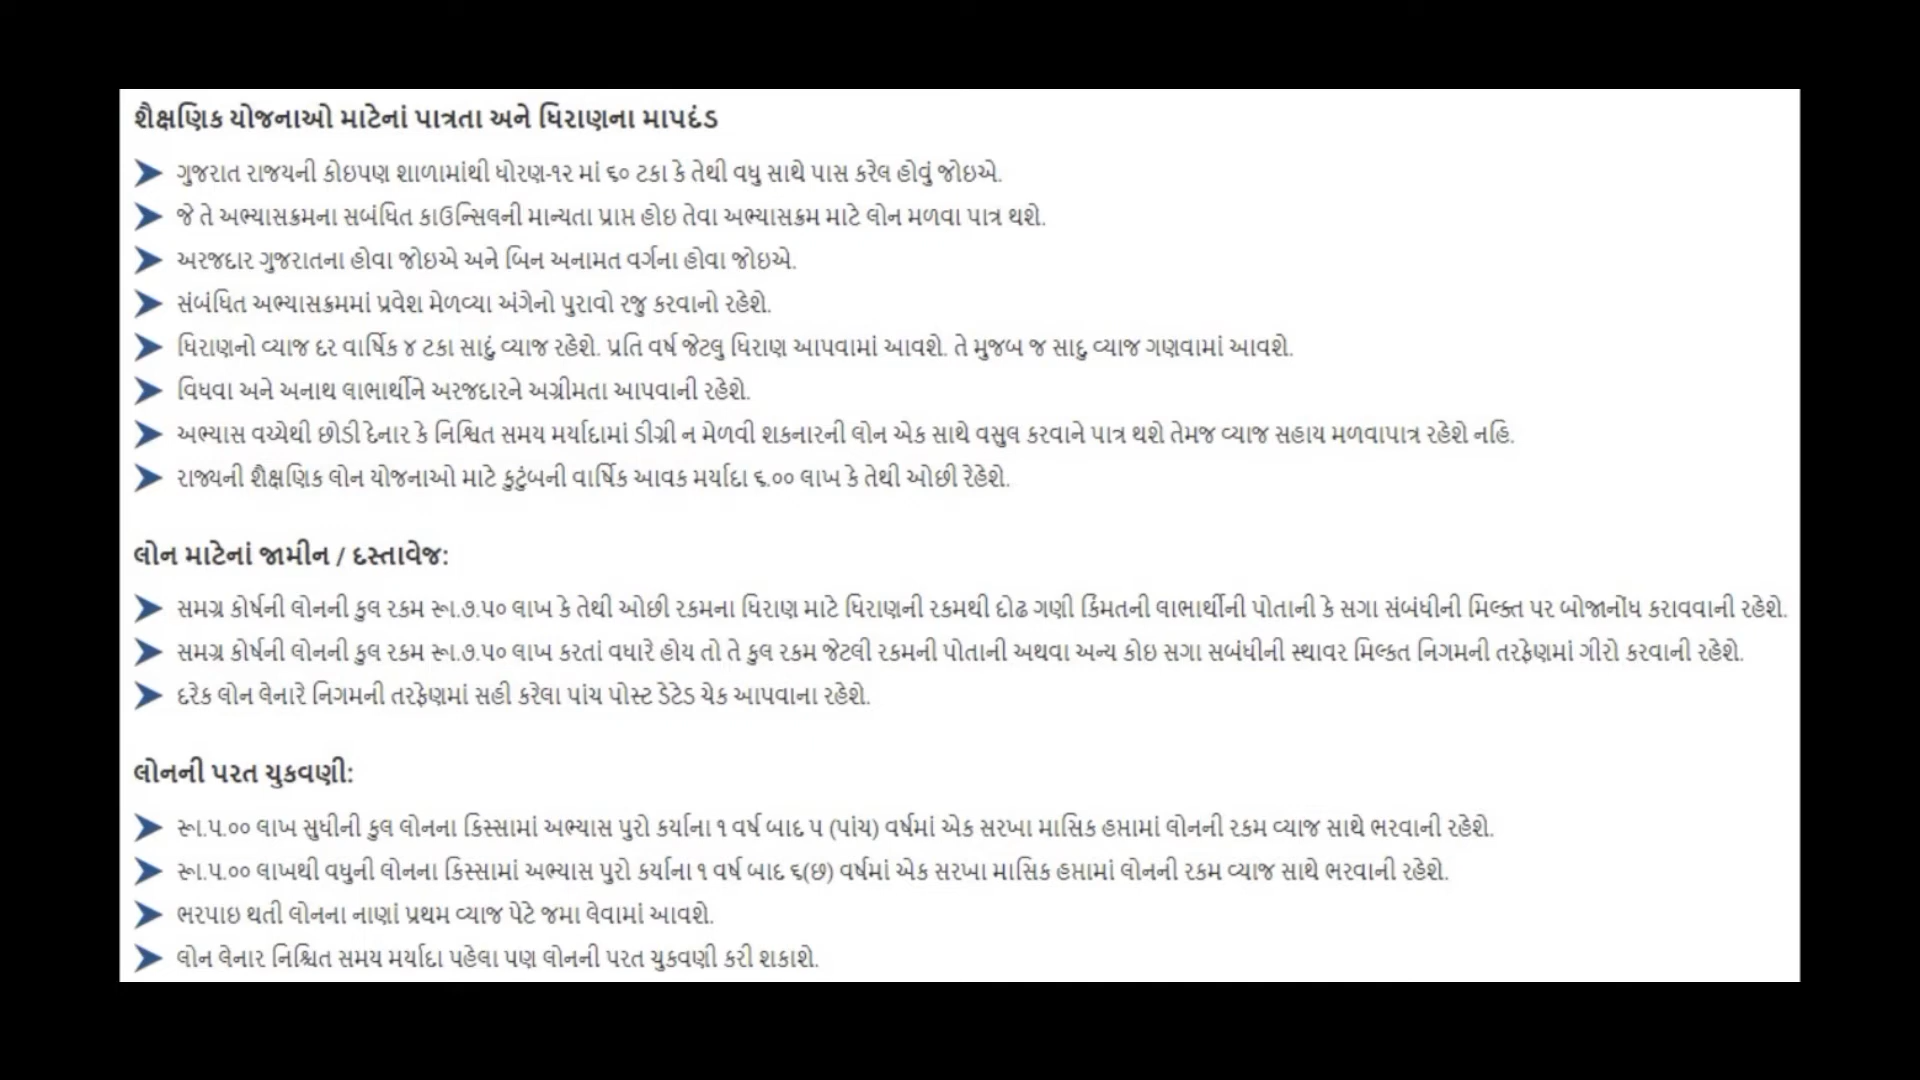 શૈક્ષણિક યોજનાઓ માટેનાં પાત્રતા અને ધિરાણના માપદંડ
ગુજરાત રાજયની કોઇપણ શાળામાંથી ધોરણ-૧૨ માં ૬૦ ટકા કે તેથી વધુ સાથે પાસ કરેલ હોવું જોઇએ.
જે તે અભ્યાસક્રમના સબંધિત કાઉન્સિલની માન્યતા પ્રાપ્ત હોઇ તેવા અભ્યાસક્રમ માટે લોન મળવા પાત્ર થશે.
અરજદાર ગુજરાતના હોવા જોઇએ અને બિન અનામત વર્ગના હોવા જોઇએ.
સંબંધિત અભ્યાસક્રમમાં પ્રવેશ મેળવ્યા અંગેનો પુરાવો રજુ કરવાનો રહેશે.
ધિરાણનો વ્યાજ દર વાર્ષિક ૪ ટકા સાદું વ્યાજ રહેશે. પ્રતિ વર્ષ જેટલુ ધિરાણ આપવામાં આવશે. તે મુજબ જ સાદુ વ્યાજ ગણવામાં આવશે.
વિધવા અને અનાથ લાભાર્થીને અરજદારને અગ્રીમતા આપવાની રહેશે.
અભ્યાસ વચ્ચેથી છોડી દેનાર કે નિશ્ચિત સમય મર્યાદામાં ડીગ્રી ન મેળવી શકનારની લોન એક સાથે વસુલ કરવાને પાત્ર થશે તેમજ વ્યાજ સહાય મળવાપાત્ર રહેશે નહિ.
રાજ્યની શૈક્ષણિક લોન યોજનાઓ માટે કુટુંબની વાર્ષિક આવક મર્યાદા ૬.૦૦ લાખ કે તેથી ઓછી રેહેશે.
લોન માટેનાં જામીન / દસ્તાવેજ:
સમગ્ર કોર્ષની લોનની કુલ રકમ રૂા.૭.૫૦ લાખ કે તેથી ઓછી રકમના ધિરાણ માટે ધિરાણની રકમથી દોઢ ગણી કિંમતની લાભાર્થીની પોતાની કે સગા સંબંધીની મિલ્ક્ત પર બોજાનોંધ કરાવવાની રહેશે.
સમગ્ર કોર્ષની લોનની કુલ રકમ રૂા.૭.૫૦ લાખ કરતાં વધારે હોય તો તે કુલ રકમ જેટલી રકમની પોતાની અથવા અન્ય કોઇ સગા સબંધીની સ્થાવર મિલ્કત નિગમની તરફેણમાં ગીરો કરવાની રહેશે.
દરેક લોન લેનારે નિગમની તરફેણમાં સહી કરેલા પાંચ પોસ્ટ ડેટેડ ચેક આપવાના રહેશે.
લોનની પરત ચુકવણી:
રૂા.૫.૦૦ લાખ સુધીની કુલ લોનના કિસ્સામાં અભ્યાસ પુરો કર્યાના ૧ વર્ષ બાદ ૫ (પાંચ) વર્ષમાં એક સરખા માસિક હપ્તામાં લોનની રકમ વ્યાજ સાથે ભરવાની રહેશે.
રૂા.૫.૦૦ લાખથી વધુની લોનના કિસ્સામાં અભ્યાસ પુરો કર્યાના ૧ વર્ષ બાદ ૬(છ) વર્ષમાં એક સરખા માસિક હપ્તામાં લોનની રકમ વ્યાજ સાથે ભરવાની રહેશે.
ભરપાઇ થતી લોનના નાણાં પ્રથમ વ્યાજ પેટે જમા લેવામાં આવશે.
લોન લેનાર નિશ્ચિત સમય મર્યાદા પહેલા પણ લોનની પરત ચુકવણી કરી શકાશે.